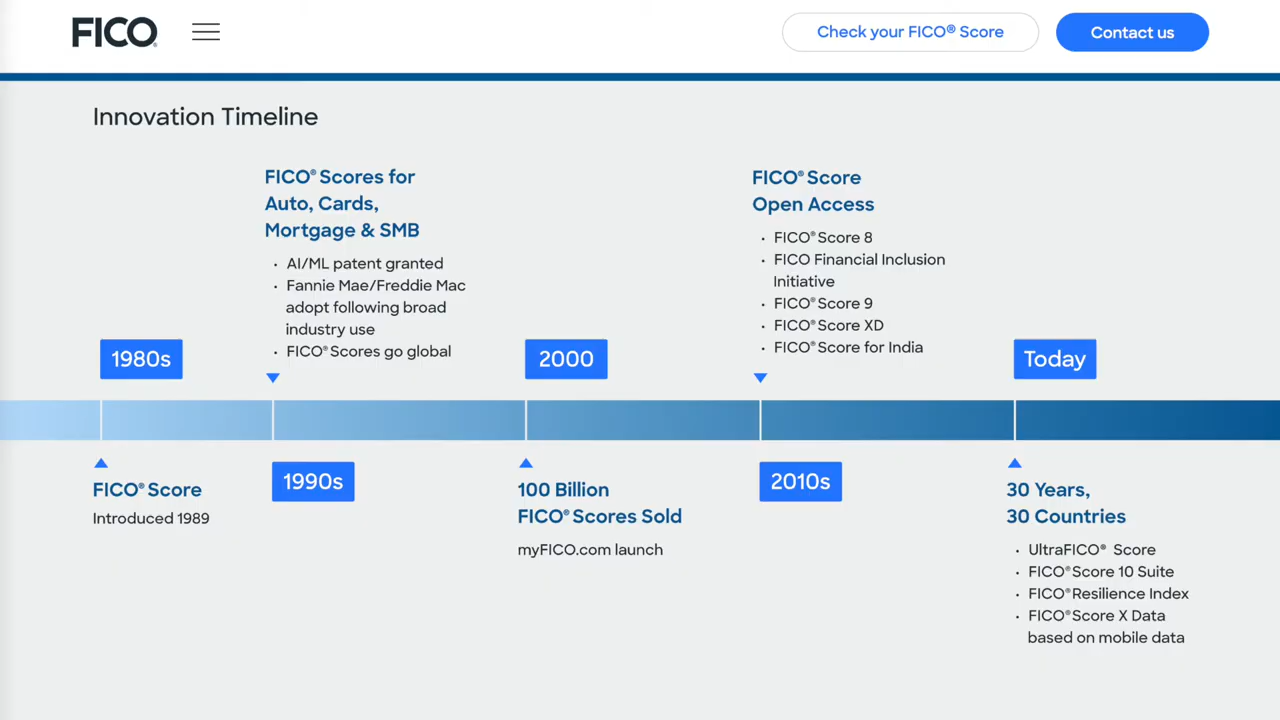 FICO®
Check your FICO® Score
Contact us
Innovation Timeline
FICO® Scores for
Auto, Cards,
Mortgage & SMB
· AI/ML patent granted
· Fannie Mae/Freddie Mac
adopt following broad
industry use
· FICO® Scores go global
FICO® Score
Open Access
· FICO® Score 8
· FICO Financial Inclusion
Initiative
· FICO® Score 9
· FICO® Score XD
· FICO® Score for India
1980s
2000
Today
FICO® Score
Introduced 1989
1990s
100 Billion
FICO® Scores Sold
myFICO.com launch
2010s
30 Years,
30 Countries
· UltraFICO® Score
· FICO® Score 10 Suite
· FICO® Resilience Index
· FICO® Score X Data
based on mobile data